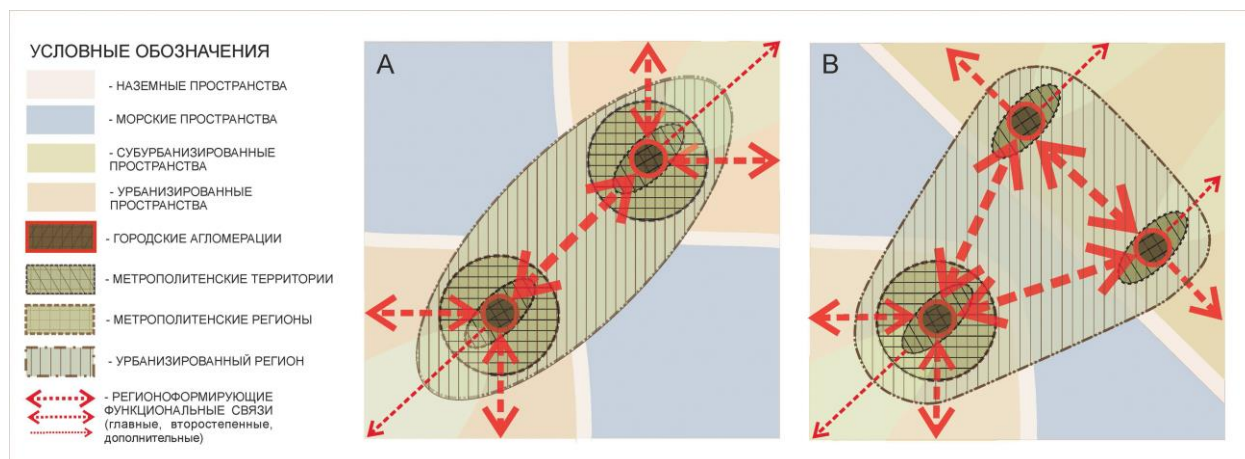 УСЛОВНЫЕ ОБОЗНАЧЕНИЯ
- НАЗЕМНЫЕ ПРОСТРАНСТВА
- МОРСКИЕ ПРОСТРАНСТВА
- СУБУРБАНИЗИРОВАННЫЕ
ПРОСТРАНСТВА
- УРБАНИЗИРОВАННЫЕ
ПРОСТРАНСТВА
- ГОРОДСКИЕ АГЛОМЕРАЦИИ
- МЕТРОПОЛИТЕНСКИЕ ТЕРРИТОРИИ
- МЕТРОПОЛИТЕНСКИЕ РЕГИОНЫ
- УРБАНИЗИРОВАННЫЙ РЕГИОН
- РЕГИОНОФОРМИРУЮЩИЕ
ФУНКЦИОНАЛЬНЫЕ СВЯЗИ
(главные, второстепенные,
дополнительные)
А
В